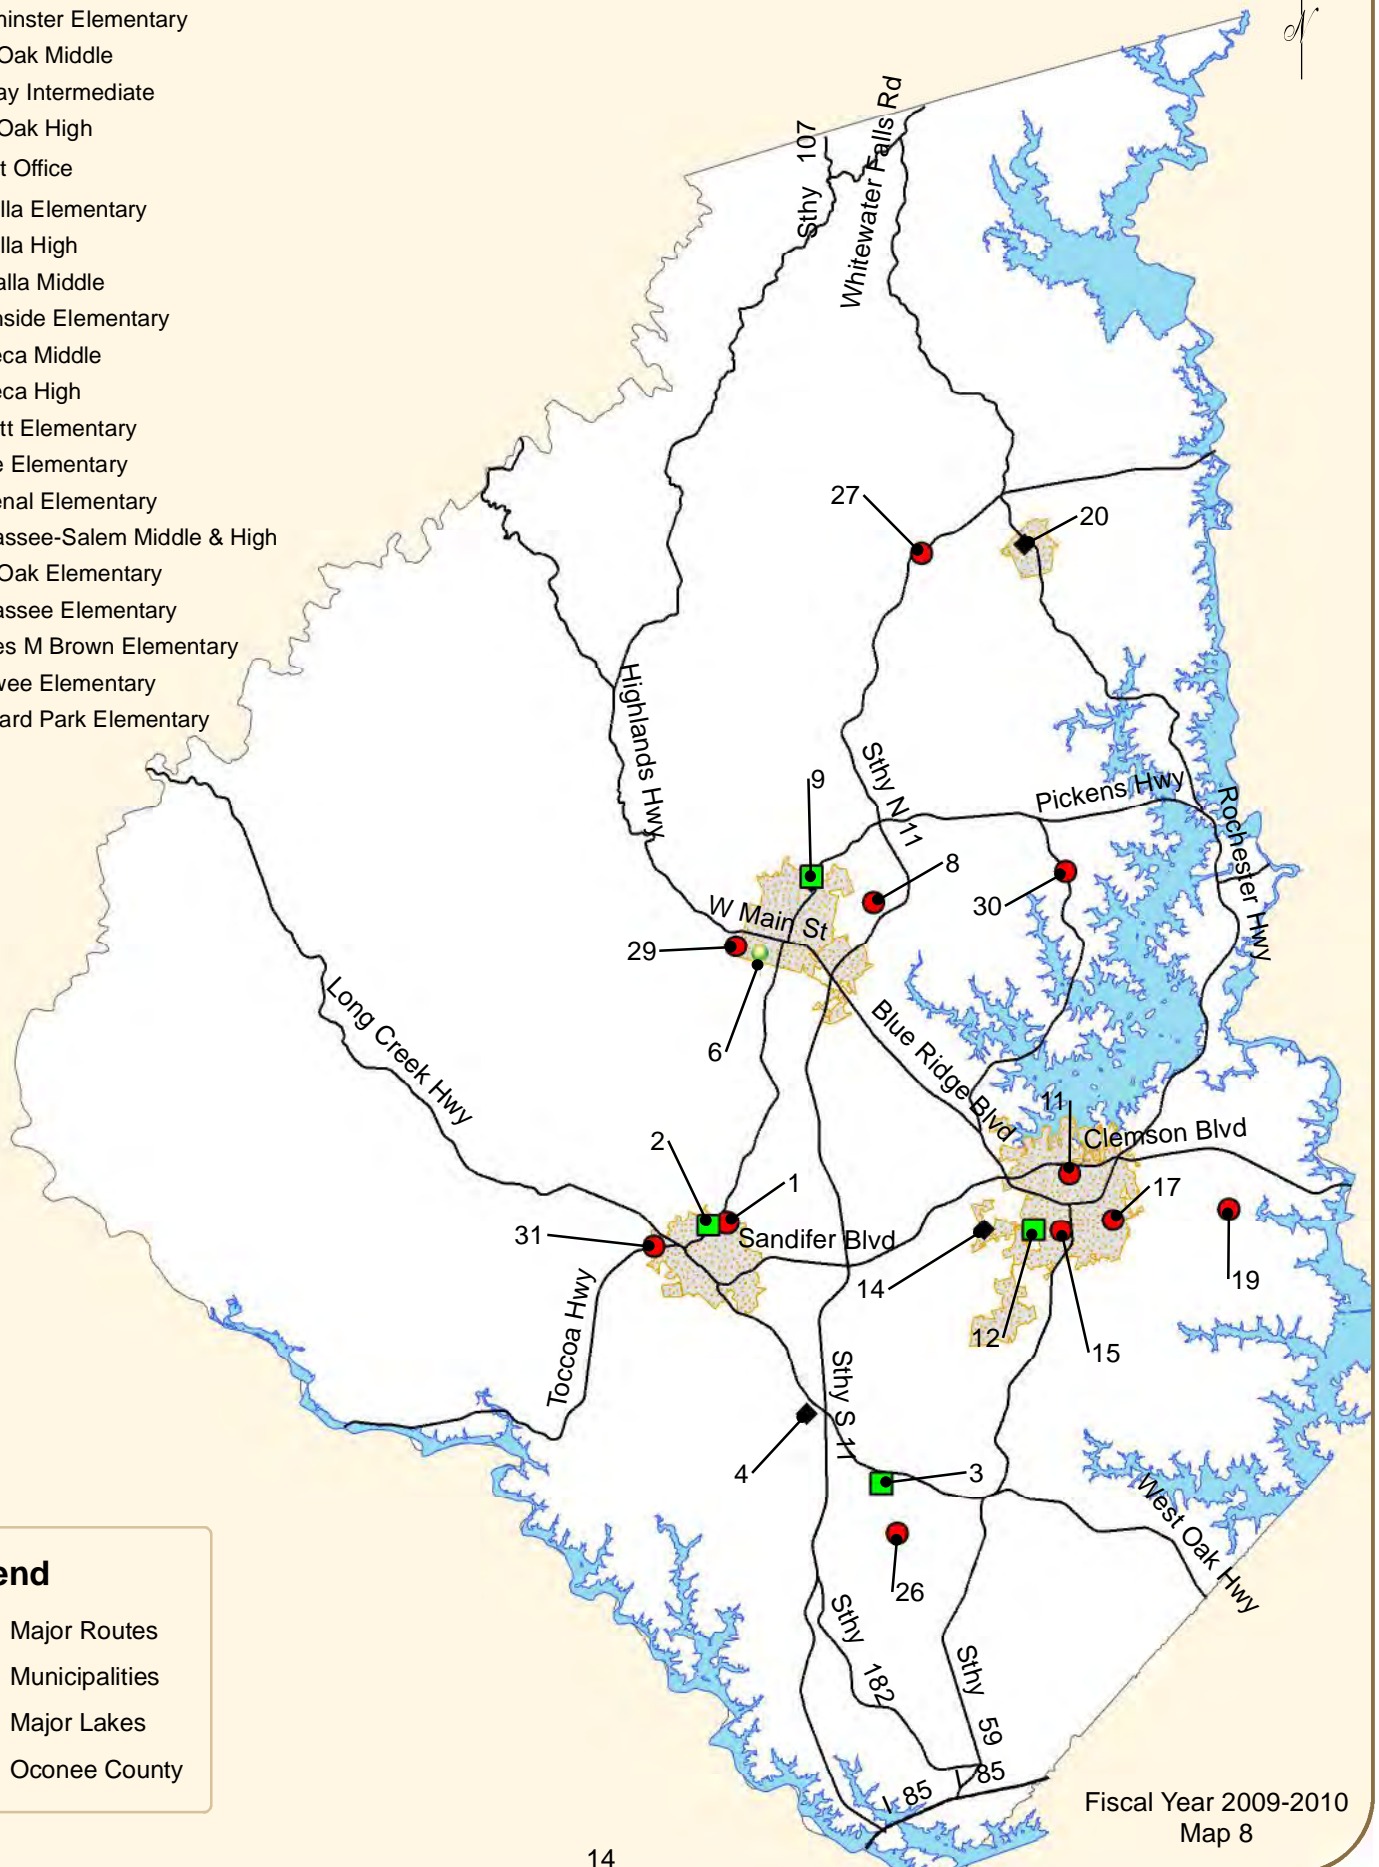 minster Elementary
Oak Middle
ay Intermediate
Oak High
t Office
lla Elementary
lla High
alla Middle
nside Elementary
eca Middle
eca High
tt Elementary
e Elementary
enal Elementary
assee-Salem Middle & High
Oak Elementary
assee Elementary
es M Brown Elementary
wee Elementary
ard Park Elementary
N
Sthy 107
Whitewater Falls Rd
27
20
Highlands Hwy
Sthy N 11
Pickens Hwy
Rochester Hwy
9
8
30
W Main St
29
6
Long Creek Hwy
Blue Ridge Blvd
11
Clemson Blvd
2
1
17
31
Sandifer Blvd
14
19
12
15
Toccoa Hwy
Sthy S 11
4
3
West Oak Hwy
26
Sthy 182
Sthy 59
I 85
I 85
end
Major Routes
Municipalities
Major Lakes
Oconee County
Fiscal Year 2009-2010
Map 8
14